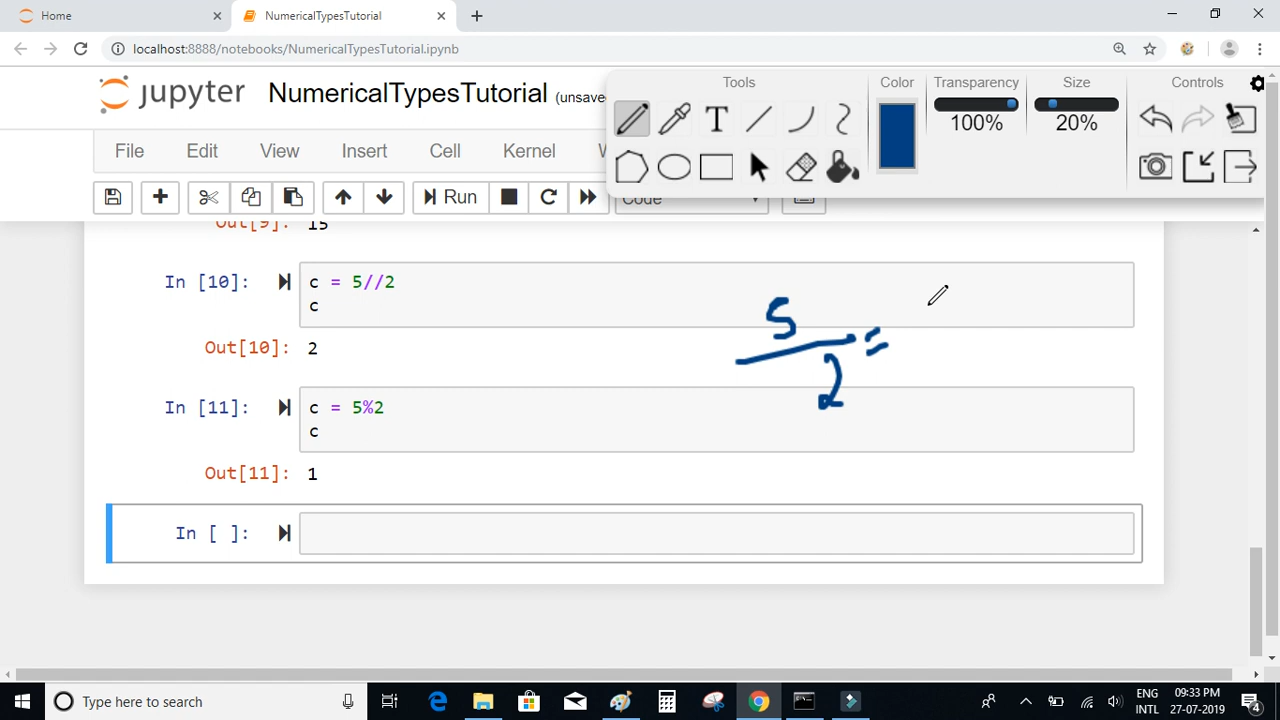 Home
NumericalTypesTutorial
localhost:8888/notebooks/NumericalTypesTutorial.ipynb
jupyter NumericalTypesTutorial (unsave
Tools Color Transparency Size Controls
T 100% 20%
File Edit View Insert Cell Kernel
Run Code
Out[9]: 15
In [10]: c = 5//2
c
Out[10]: 2
In [11]: c = 5%2
c
Out[11]: 1
In [ ]:
5
=
2
Type here to search
ENG 09:33 PM
INTL 27-07-2019 4